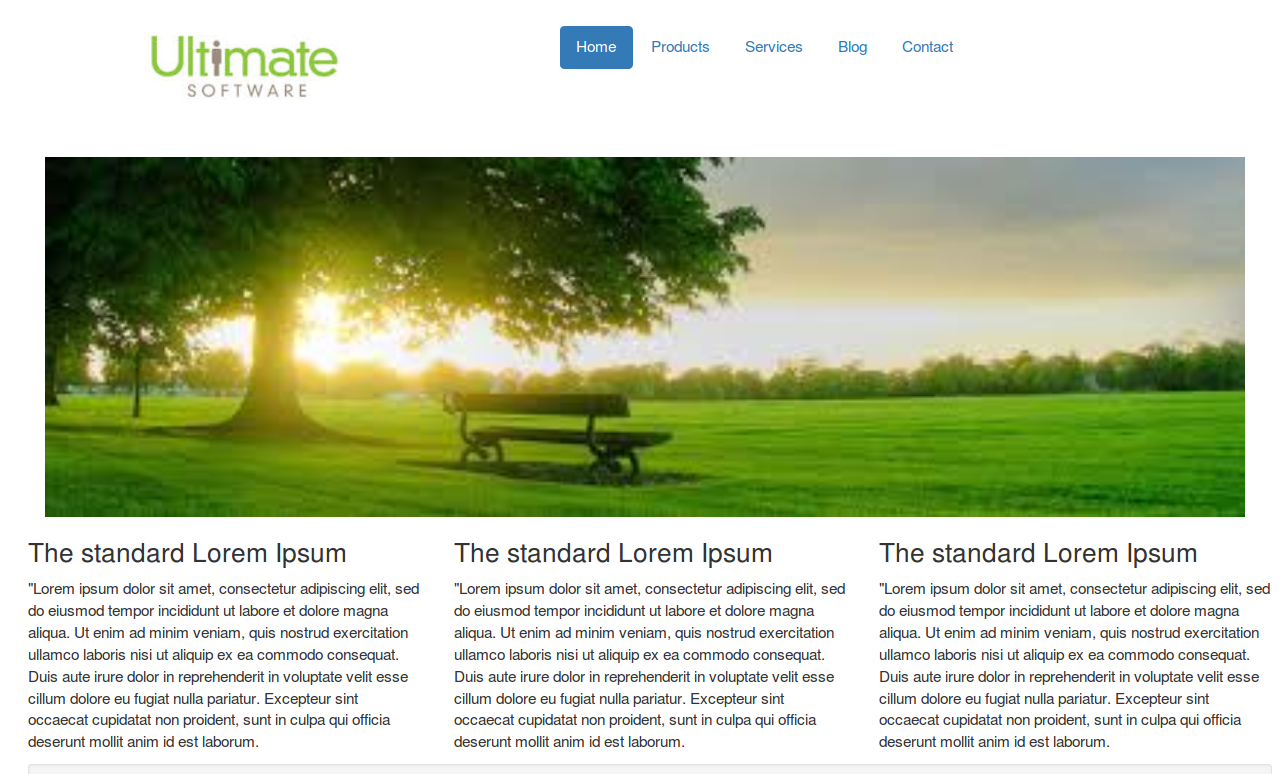 Ultimate
SOFTWARE
Home Products Services Blog Contact
The standard Lorem Ipsum
"Lorem ipsum dolor sit amet, consectetur adipiscing elit, sed
do eiusmod tempor incididunt ut labore et dolore magna
aliqua. Ut enim ad minim veniam, quis nostrud exercitation
ullamco laboris nisi ut aliquip ex ea commodo consequat.
Duis aute irure dolor in reprehenderit in voluptate velit esse
cillum dolore eu fugiat nulla pariatur. Excepteur sint
occaecat cupidatat non proident, sunt in culpa qui officia
deserunt mollit anim id est laborum.
The standard Lorem Ipsum
"Lorem ipsum dolor sit amet, consectetur adipiscing elit, sed
do eiusmod tempor incididunt ut labore et dolore magna
aliqua. Ut enim ad minim veniam, quis nostrud exercitation
ullamco laboris nisi ut aliquip ex ea commodo consequat.
Duis aute irure dolor in reprehenderit in voluptate velit esse
cillum dolore eu fugiat nulla pariatur. Excepteur sint
occaecat cupidatat non proident, sunt in culpa qui officia
deserunt mollit anim id est laborum.
The standard Lorem Ipsum
"Lorem ipsum dolor sit amet, consectetur adipiscing elit, sed
do eiusmod tempor incididunt ut labore et dolore magna
aliqua. Ut enim ad minim veniam, quis nostrud exercitation
ullamco laboris nisi ut aliquip ex ea commodo consequat.
Duis aute irure dolor in reprehenderit in voluptate velit esse
cillum dolore eu fugiat nulla pariatur. Excepteur sint
occaecat cupidatat non proident, sunt in culpa qui officia
deserunt mollit anim id est laborum.